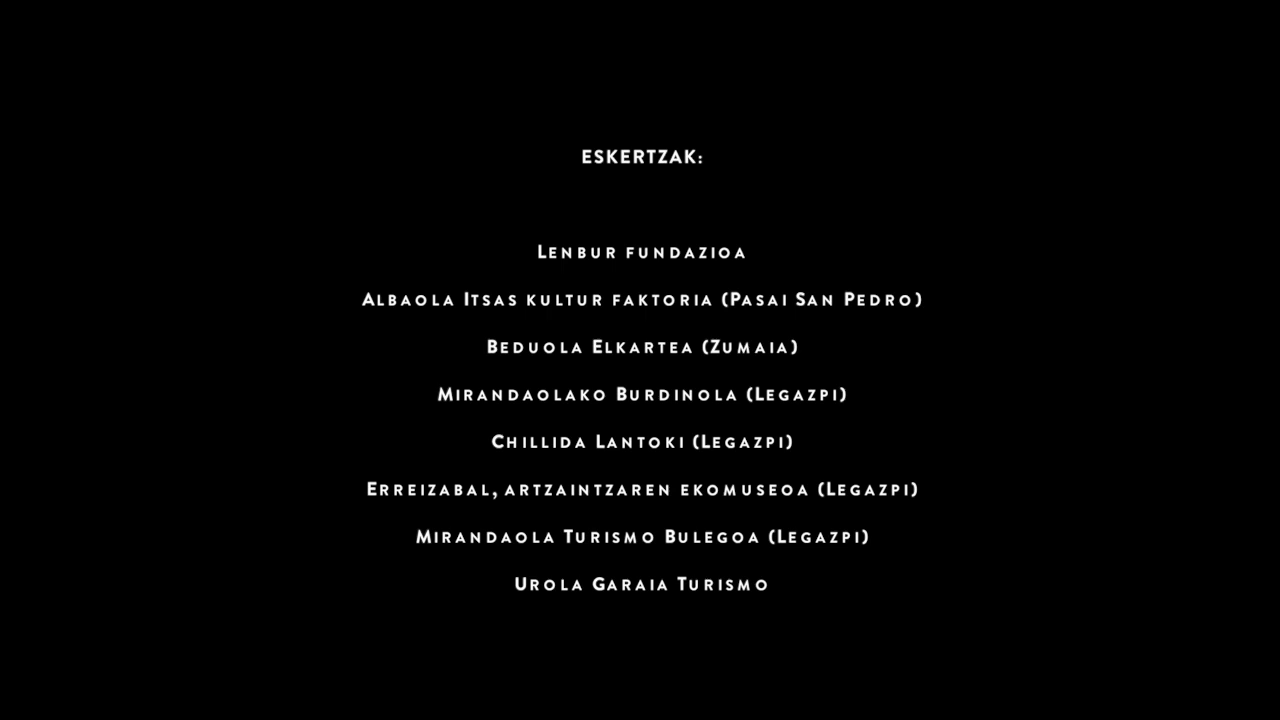 ESKERTZAK:
Lenbur fundazioa
Albaola Itsas kultur faktoria (Pasai San Pedro)
Beduola Elkartea (Zumaia)
Mirandaolako Burdinola (Legazpi)
Chillida Lantoki (Legazpi)
Erreizabal, artzaintzaren ekomuseoa (Legazpi)
Mirandaola Turismo Bulegoa (Legazpi)
Urola Garaia Turismo